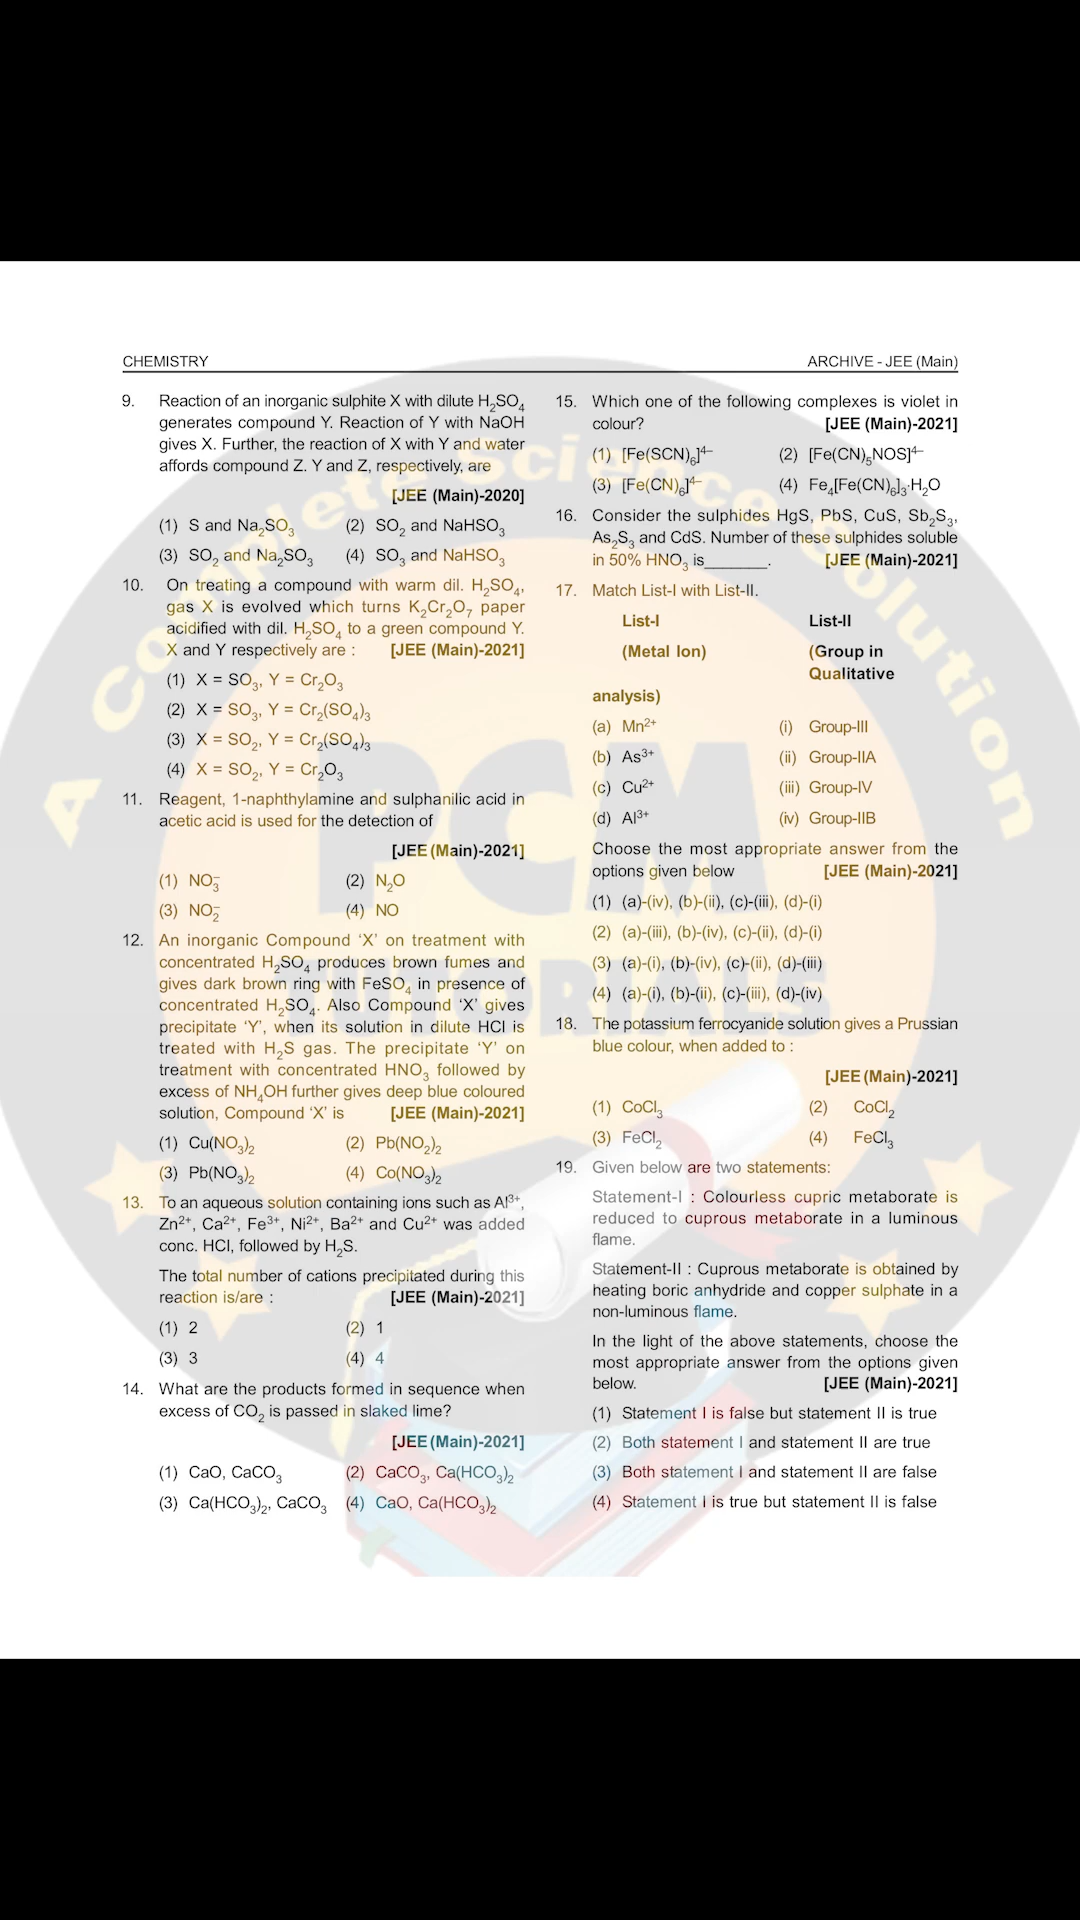 CHEMISTRY
ARCHIVE - JEE (Main)
9. Reaction of an inorganic sulphite X with dilute H₂SO₄
generates compound Y. Reaction of Y with NaOH
gives X. Further, the reaction of X with Y and water
affords compound Z. Y and Z, respectively, are
[JEE (Main)-2020]
(1) S and Na₂SO₃ (2) SO₂ and NaHSO₃
(3) SO₂ and Na₂SO₃ (4) SO₃ and NaHSO₃
10. On treating a compound with warm dil. H₂SO₄,
gas X is evolved which turns K₂Cr₂O₇ paper
acidified with dil. H₂SO₄ to a green compound Y.
X and Y respectively are : [JEE (Main)-2021]
(1) X = SO₃, Y = Cr₂O₃
(2) X = SO₃, Y = Cr₂(SO₄)₃
(3) X = SO₂, Y = Cr₂(SO₄)₃
(4) X = SO₂, Y = Cr₂O₃
11. Reagent, 1-naphthylamine and sulphanilic acid in
acetic acid is used for the detection of
[JEE (Main)-2021]
(1) NO₃⁻ (2) N₂O
(3) NO₂⁻ (4) NO
12. An inorganic Compound ‘X’ on treatment with
concentrated H₂SO₄ produces brown fumes and
gives dark brown ring with FeSO₄ in presence of
concentrated H₂SO₄. Also Compound ‘X’ gives
precipitate ‘Y’, when its solution in dilute HCl is
treated with H₂S gas. The precipitate ‘Y’ on
treatment with concentrated HNO₃ followed by
excess of NH₄OH further gives deep blue coloured
solution, Compound ‘X’ is [JEE (Main)-2021]
(1) Cu(NO₃)₂ (2) Pb(NO₂)₂
(3) Pb(NO₃)₂ (4) Co(NO₃)₂
13. To an aqueous solution containing ions such as Al³⁺,
Zn²⁺, Ca²⁺, Fe³⁺, Ni²⁺, Ba²⁺ and Cu²⁺ was added
conc. HCl, followed by H₂S.
The total number of cations precipitated during this
reaction is/are : [JEE (Main)-2021]
(1) 2 (2) 1
(3) 3 (4) 4
14. What are the products formed in sequence when
excess of CO₂ is passed in slaked lime?
[JEE (Main)-2021]
(1) CaO, CaCO₃ (2) CaCO₃, Ca(HCO₃)₂
(3) Ca(HCO₃)₂, CaCO₃ (4) CaO, Ca(HCO₃)₂
15. Which one of the following complexes is violet in
colour? [JEE (Main)-2021]
(1) [Fe(SCN)₆]⁴⁻ (2) [Fe(CN)₅NOS]⁴⁻
(3) [Fe(CN)₆]⁴⁻ (4) Fe₄[Fe(CN)₆]₃·H₂O
16. Consider the sulphides HgS, PbS, CuS, Sb₂S₃,
As₂S₃ and CdS. Number of these sulphides soluble
in 50% HNO₃ is_______. [JEE (Main)-2021]
17. Match List-I with List-II.
List-I List-II
(Metal Ion) (Group in
Qualitative
analysis)
(a) Mn²⁺ (i) Group-III
(b) As³⁺ (ii) Group-IIA
(c) Cu²⁺ (iii) Group-IV
(d) Al³⁺ (iv) Group-IIB
Choose the most appropriate answer from the
options given below [JEE (Main)-2021]
(1) (a)-(iv), (b)-(ii), (c)-(iii), (d)-(i)
(2) (a)-(iii), (b)-(iv), (c)-(ii), (d)-(i)
(3) (a)-(i), (b)-(iv), (c)-(ii), (d)-(iii)
(4) (a)-(i), (b)-(ii), (c)-(iii), (d)-(iv)
18. The potassium ferrocyanide solution gives a Prussian
blue colour, when added to :
[JEE (Main)-2021]
(1) CoCl₃ (2) CoCl₂
(3) FeCl₂ (4) FeCl₃
19. Given below are two statements:
Statement-I : Colourless cupric metaborate is
reduced to cuprous metaborate in a luminous
flame.
Statement-II : Cuprous metaborate is obtained by
heating boric anhydride and copper sulphate in a
non-luminous flame.
In the light of the above statements, choose the
most appropriate answer from the options given
below. [JEE (Main)-2021]
(1) Statement I is false but statement II is true
(2) Both statement I and statement II are true
(3) Both statement I and statement II are false
(4) Statement I is true but statement II is false
A Complete Science Solution
PCM
TUTORIALS